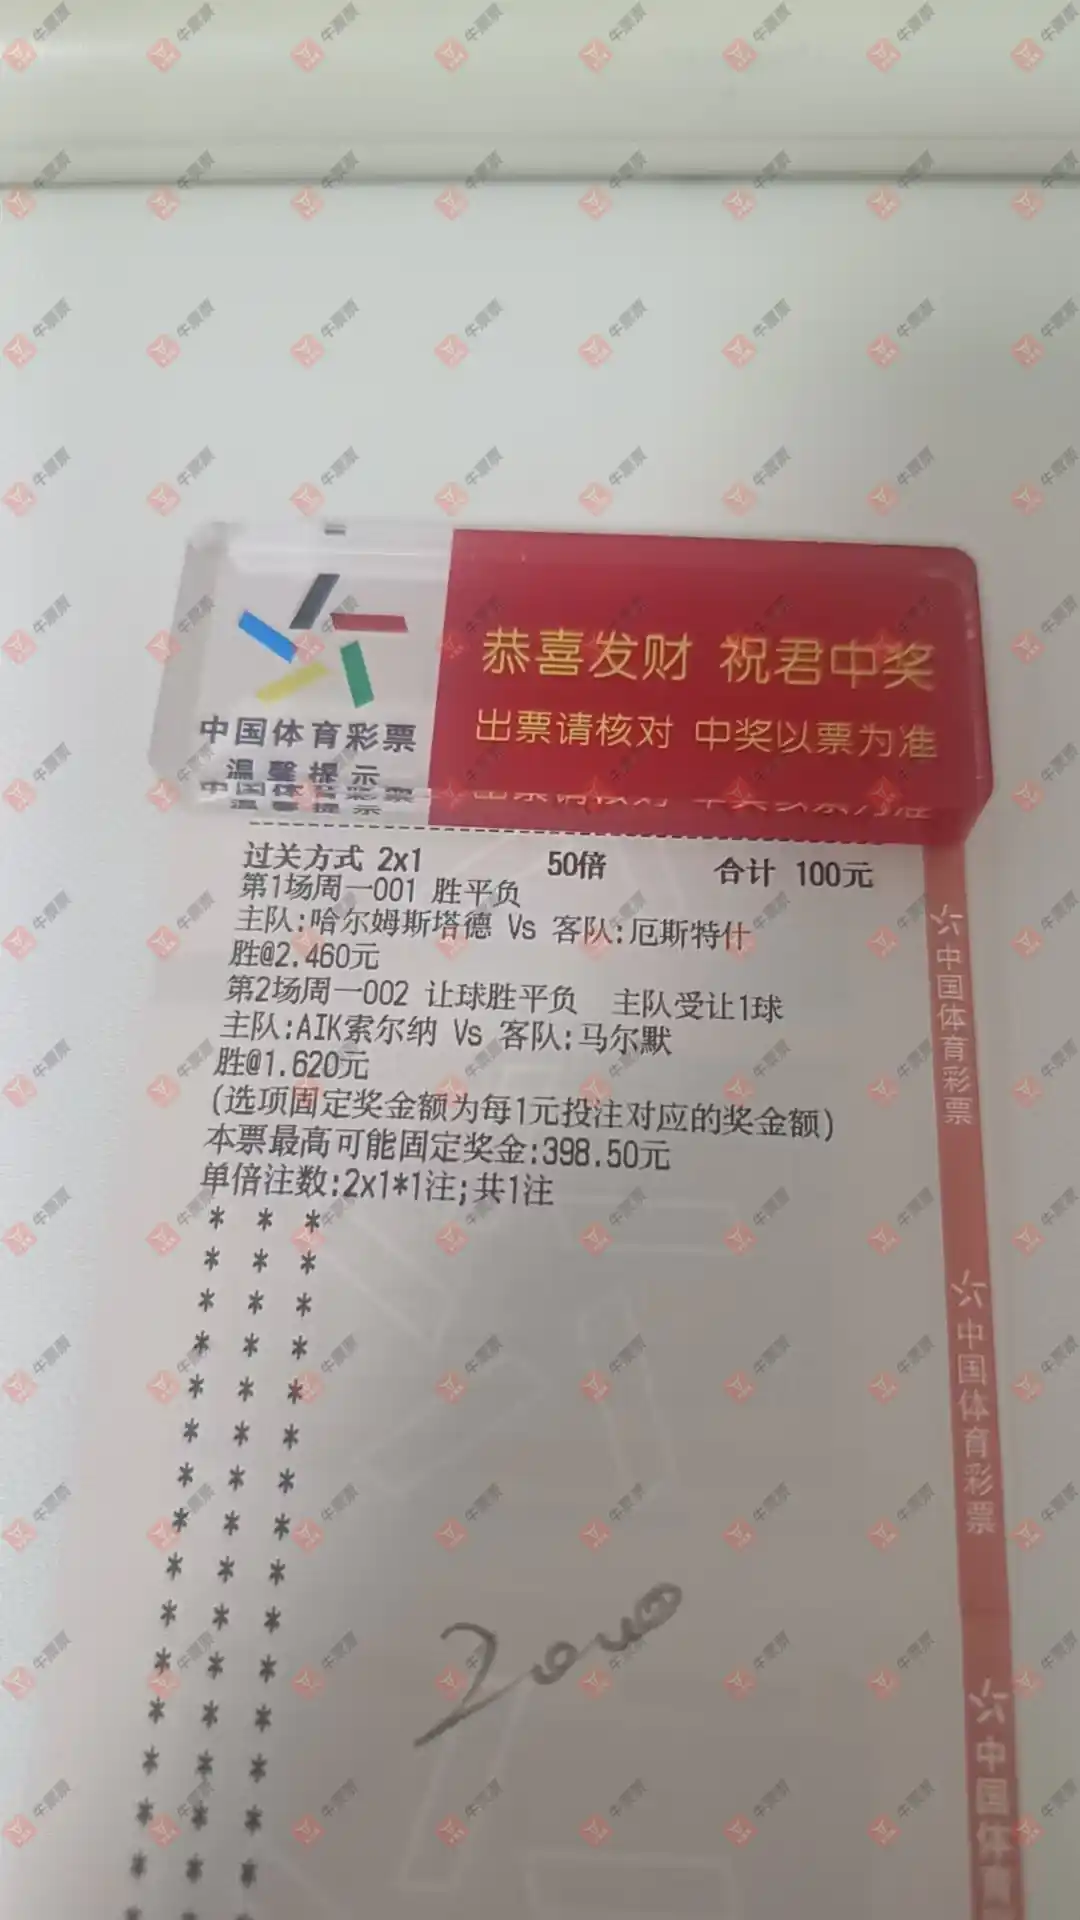 恭喜发财 祝君中奖
出票请核对 中奖以票为准
中国体育彩票
温馨提示
过关方式 2x1 50倍 合计 100元
第1场周一001 胜平负
主队:哈尔姆斯塔德 Vs 客队:厄斯特什
胜@2.460元
第2场周一002 让球胜平负 主队受让1球
主队:AIK索尔纳 Vs 客队:马尔默
胜@1.620元
(选项固定奖金额为每1元投注对应的奖金额)
本票最高可能固定奖金:398.50元
单倍注数:2x1*1注;共1注
中国体育彩票
中国体育彩票
中国体育
牛票票